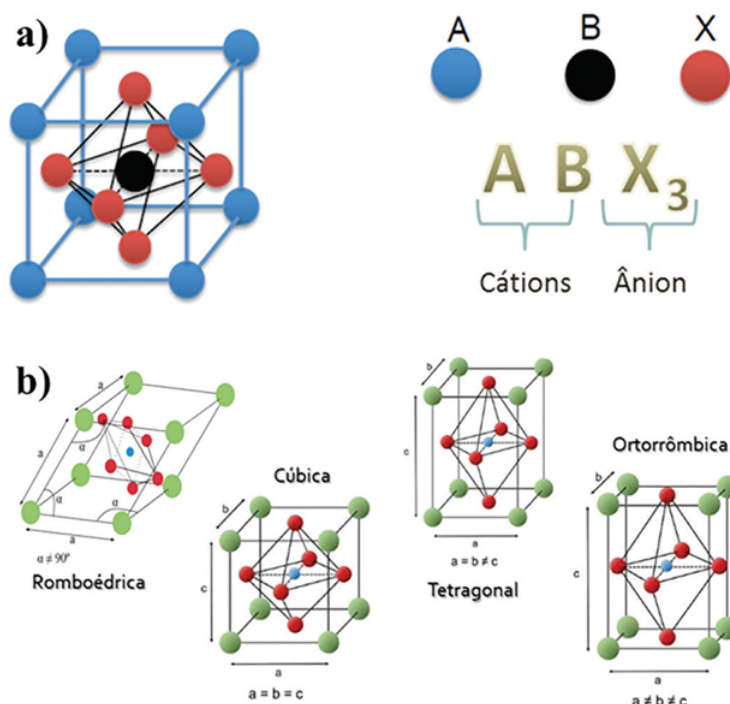 a)
A B X
A B X₃
Cátions Ânion
b)
a
a
α
α
α
a
α ≠ 90°
Romboédrica
Cúbica
b
c
a
a = b = c
b
c
a
a = b ≠ c
Tetragonal
Ortorrômbica
b
c
a
a ≠ b ≠ c